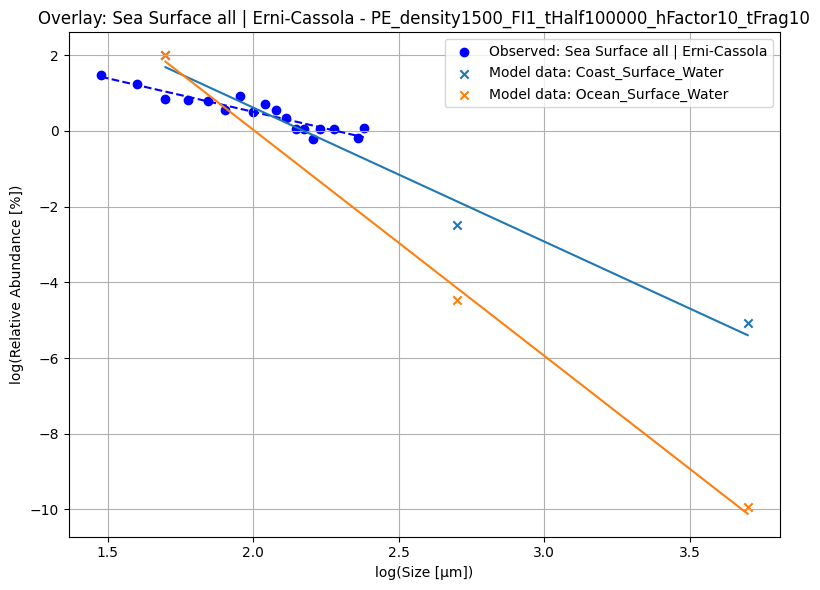 Overlay: Sea Surface all | Erni-Cassola - PE_density1500_FI1_tHalf100000_hFactor10_tFrag10
Observed: Sea Surface all | Erni-Cassola
Model data: Coast_Surface_Water
Model data: Ocean_Surface_Water
log(Relative Abundance [%])
2
0
−2
−4
−6
−8
−10
1.5
2.0
2.5
3.0
3.5
log(Size [μm])